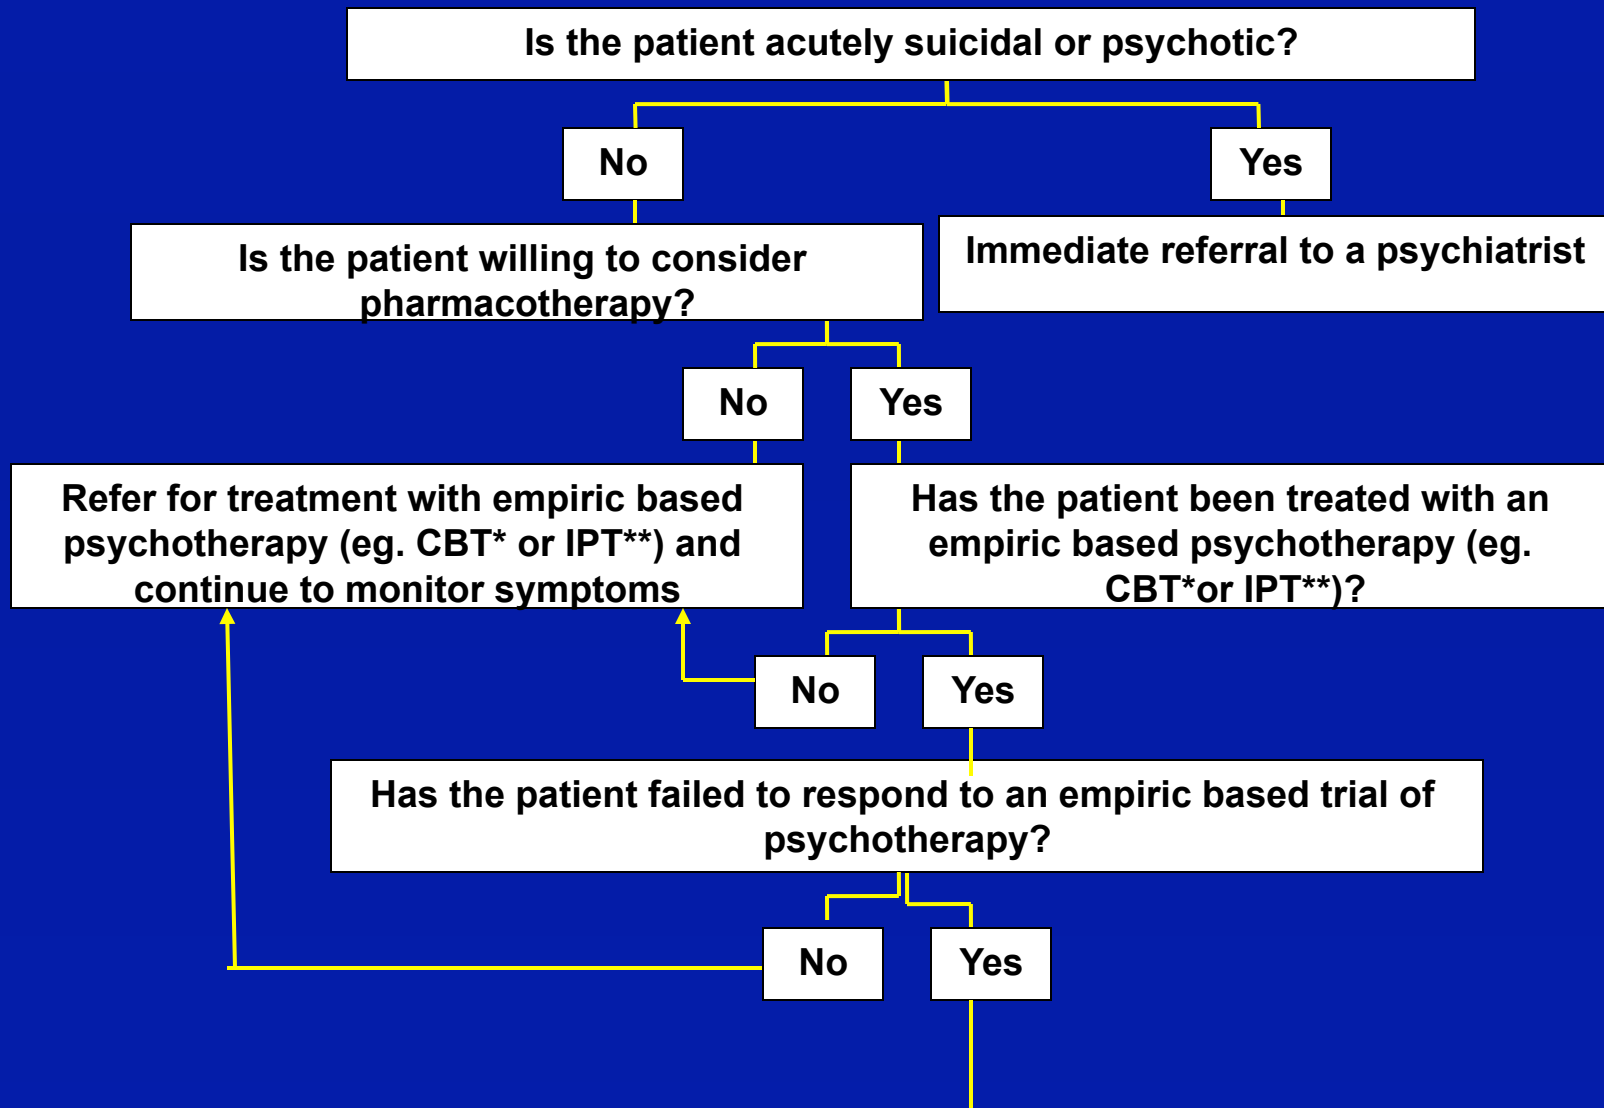 Is the patient acutely suicidal or psychotic?
No
Yes
Is the patient willing to consider
pharmacotherapy?
Immediate referral to a psychiatrist
No
Yes
Refer for treatment with empiric based
psychotherapy (eg. CBT* or IPT**) and
continue to monitor symptoms
Has the patient been treated with an
empiric based psychotherapy (eg.
CBT*or IPT**)?
No
Yes
Has the patient failed to respond to an empiric based trial of
psychotherapy?
No
Yes